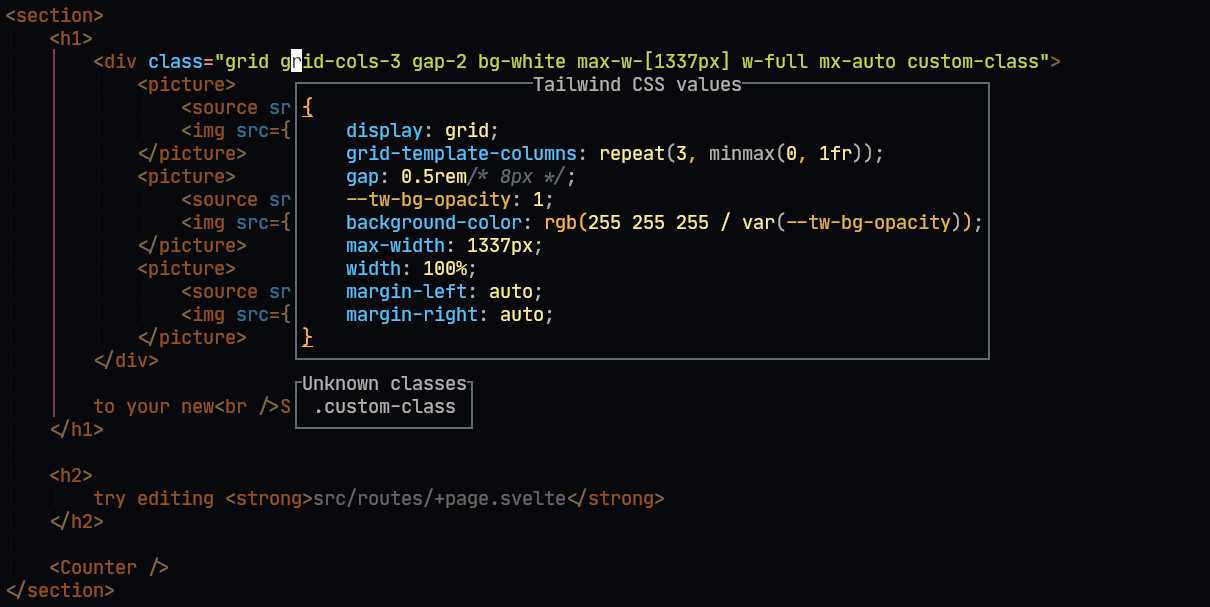 <section>
<h1>
<div class="grid grid-cols-3 gap-2 bg-white max-w-[1337px] w-full mx-auto custom-class">
<picture>
<source sr
<img src={
</picture>
<picture>
<source sr
<img src={
</picture>
<picture>
<source sr
<img src={
</picture>
</div>
to your new<br />S
</h1>
<h2>
try editing <strong>src/routes/+page.svelte</strong>
</h2>
<Counter />
</section>
Tailwind CSS values
{
display: grid;
grid-template-columns: repeat(3, minmax(0, 1fr));
gap: 0.5rem/* 8px */;
--tw-bg-opacity: 1;
background-color: rgb(255 255 255 / var(--tw-bg-opacity));
max-width: 1337px;
width: 100%;
margin-left: auto;
margin-right: auto;
}
Unknown classes
.custom-class